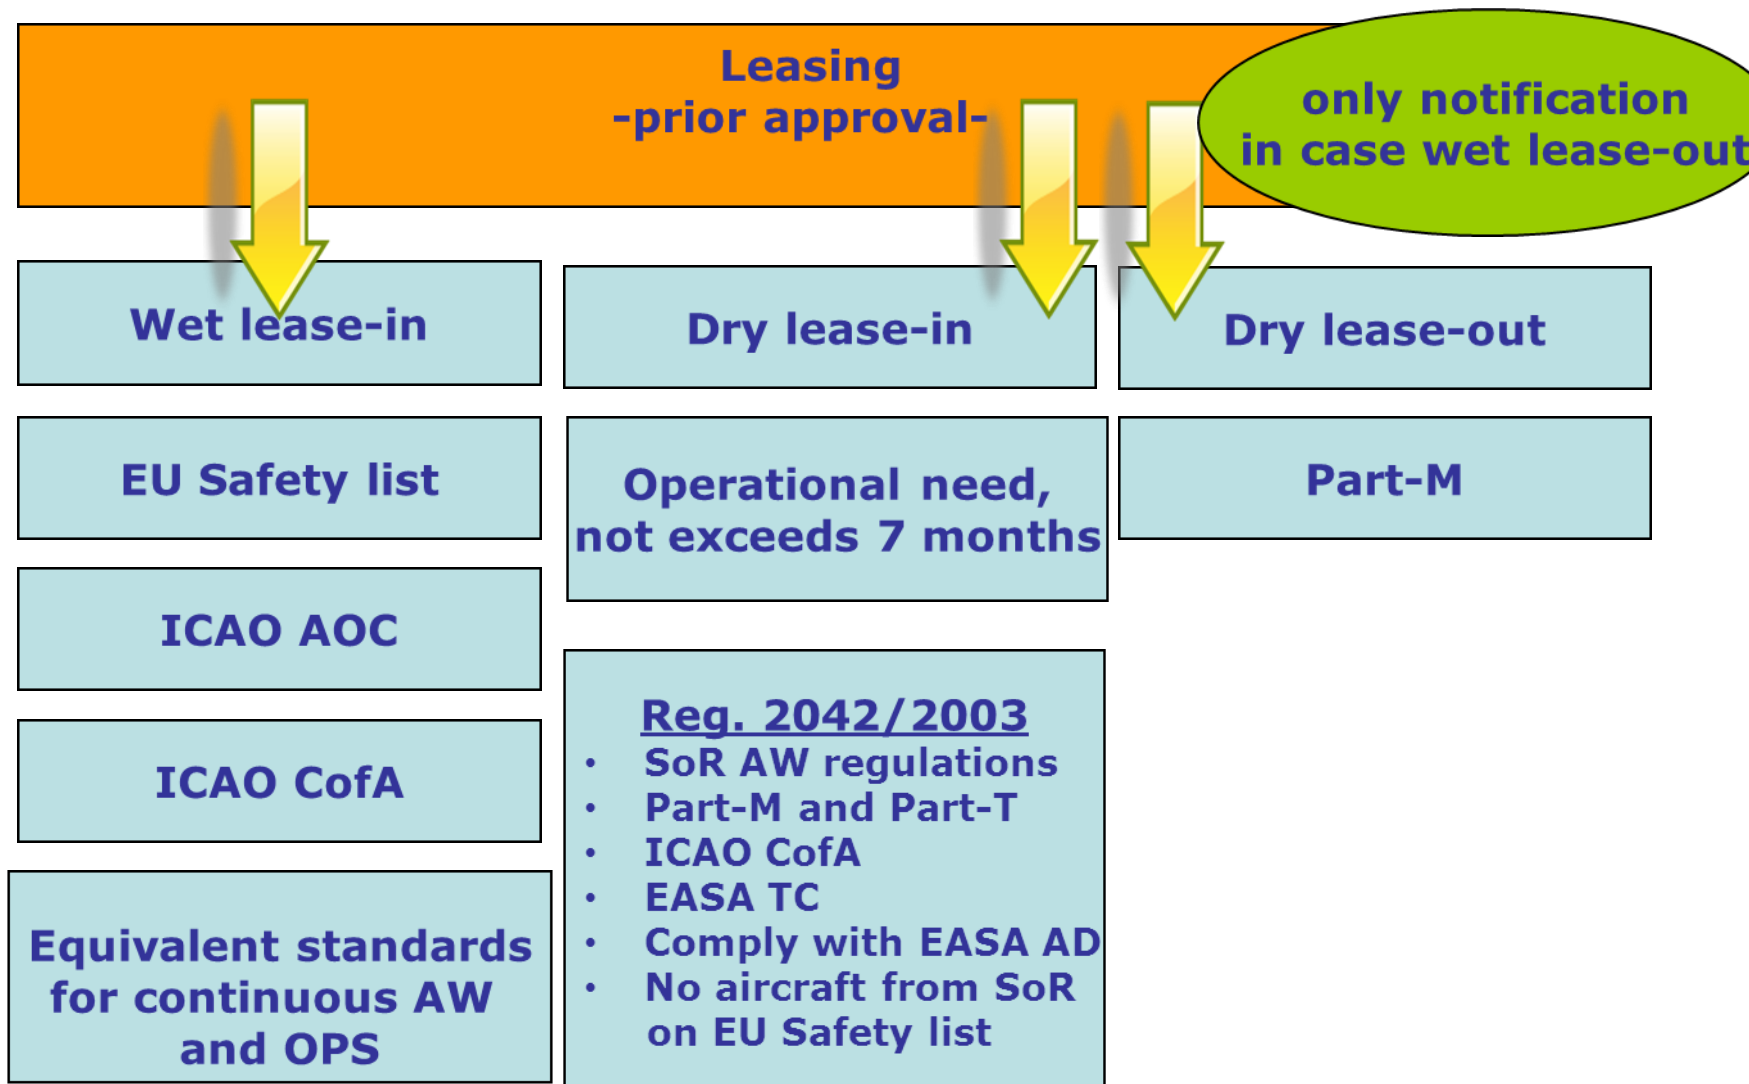 Leasing
-prior approval-
only notification
in case wet lease-out
Wet lease-in
EU Safety list
ICAO AOC
ICAO CofA
Equivalent standards
for continuous AW
and OPS
Dry lease-in
Operational need,
not exceeds 7 months
Reg. 2042/2003
• SoR AW regulations
• Part-M and Part-T
• ICAO CofA
• EASA TC
• Comply with EASA AD
• No aircraft from SoR
on EU Safety list
Dry lease-out
Part-M